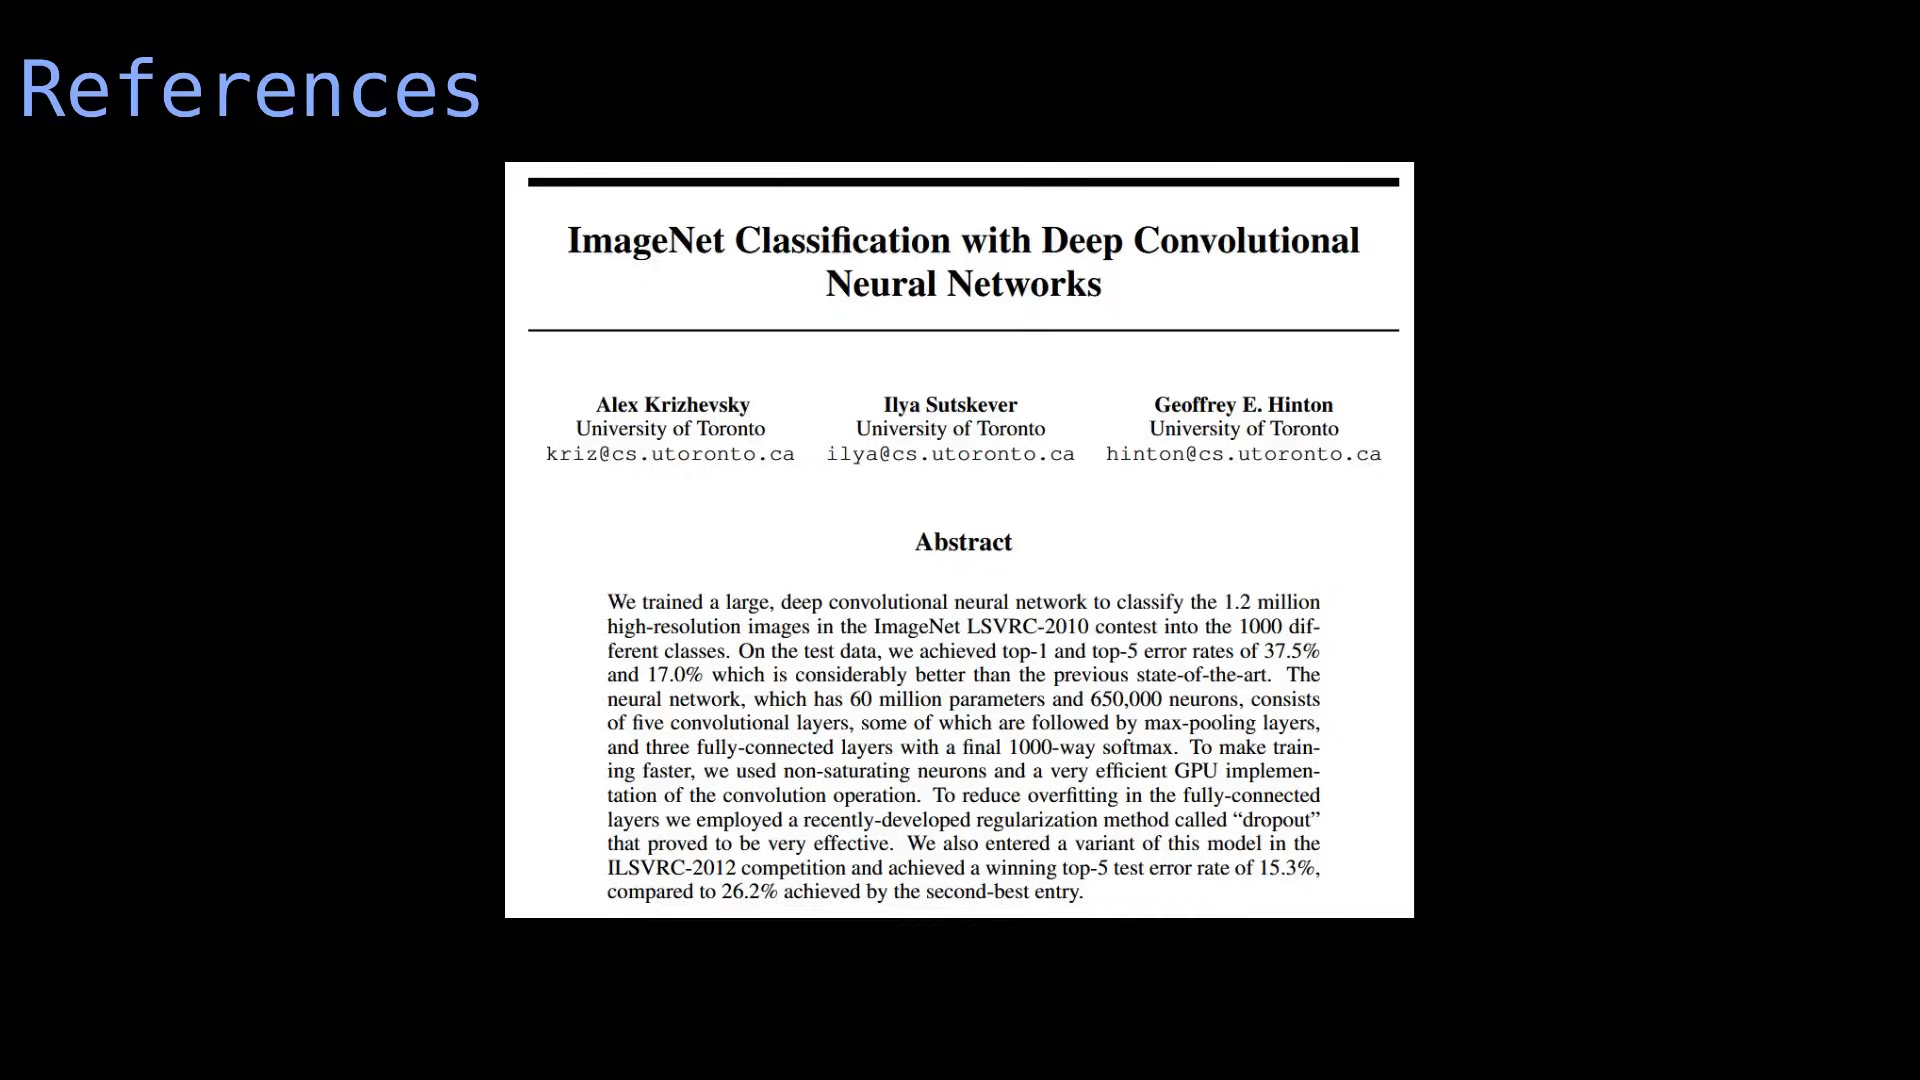 References
ImageNet Classification with Deep Convolutional
Neural Networks
Alex Krizhevsky
University of Toronto
kriz@cs.utoronto.ca
Ilya Sutskever
University of Toronto
ilya@cs.utoronto.ca
Geoffrey E. Hinton
University of Toronto
hinton@cs.utoronto.ca
Abstract
We trained a large, deep convolutional neural network to classify the 1.2 million
high-resolution images in the ImageNet LSVRC-2010 contest into the 1000 dif-
ferent classes. On the test data, we achieved top-1 and top-5 error rates of 37.5%
and 17.0% which is considerably better than the previous state-of-the-art. The
neural network, which has 60 million parameters and 650,000 neurons, consists
of five convolutional layers, some of which are followed by max-pooling layers,
and three fully-connected layers with a final 1000-way softmax. To make train-
ing faster, we used non-saturating neurons and a very efficient GPU implemen-
tation of the convolution operation. To reduce overfitting in the fully-connected
layers we employed a recently-developed regularization method called “dropout”
that proved to be very effective. We also entered a variant of this model in the
ILSVRC-2012 competition and achieved a winning top-5 test error rate of 15.3%,
compared to 26.2% achieved by the second-best entry.